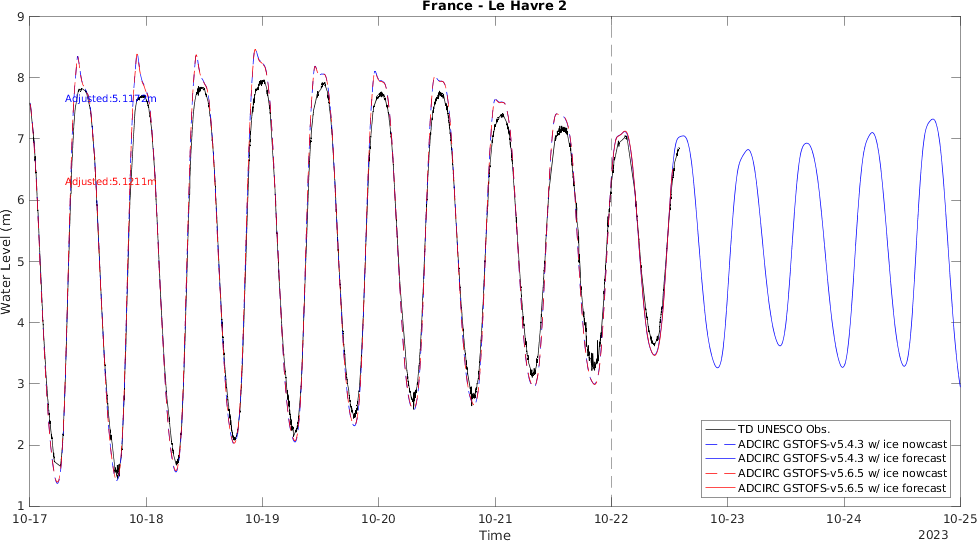 France - Le Havre 2
9
8
7
6
5
4
3
2
1
Water Level (m)
Adjusted:5.1172m
Adjusted:5.1211m
TD UNESCO Obs.
ADCIRC GSTOFS-v5.4.3 w/ ice nowcast
ADCIRC GSTOFS-v5.4.3 w/ ice forecast
ADCIRC GSTOFS-v5.6.5 w/ ice nowcast
ADCIRC GSTOFS-v5.6.5 w/ ice forecast
10-17 10-18 10-19 10-20 10-21 10-22 10-23 10-24 10-25
Time
2023